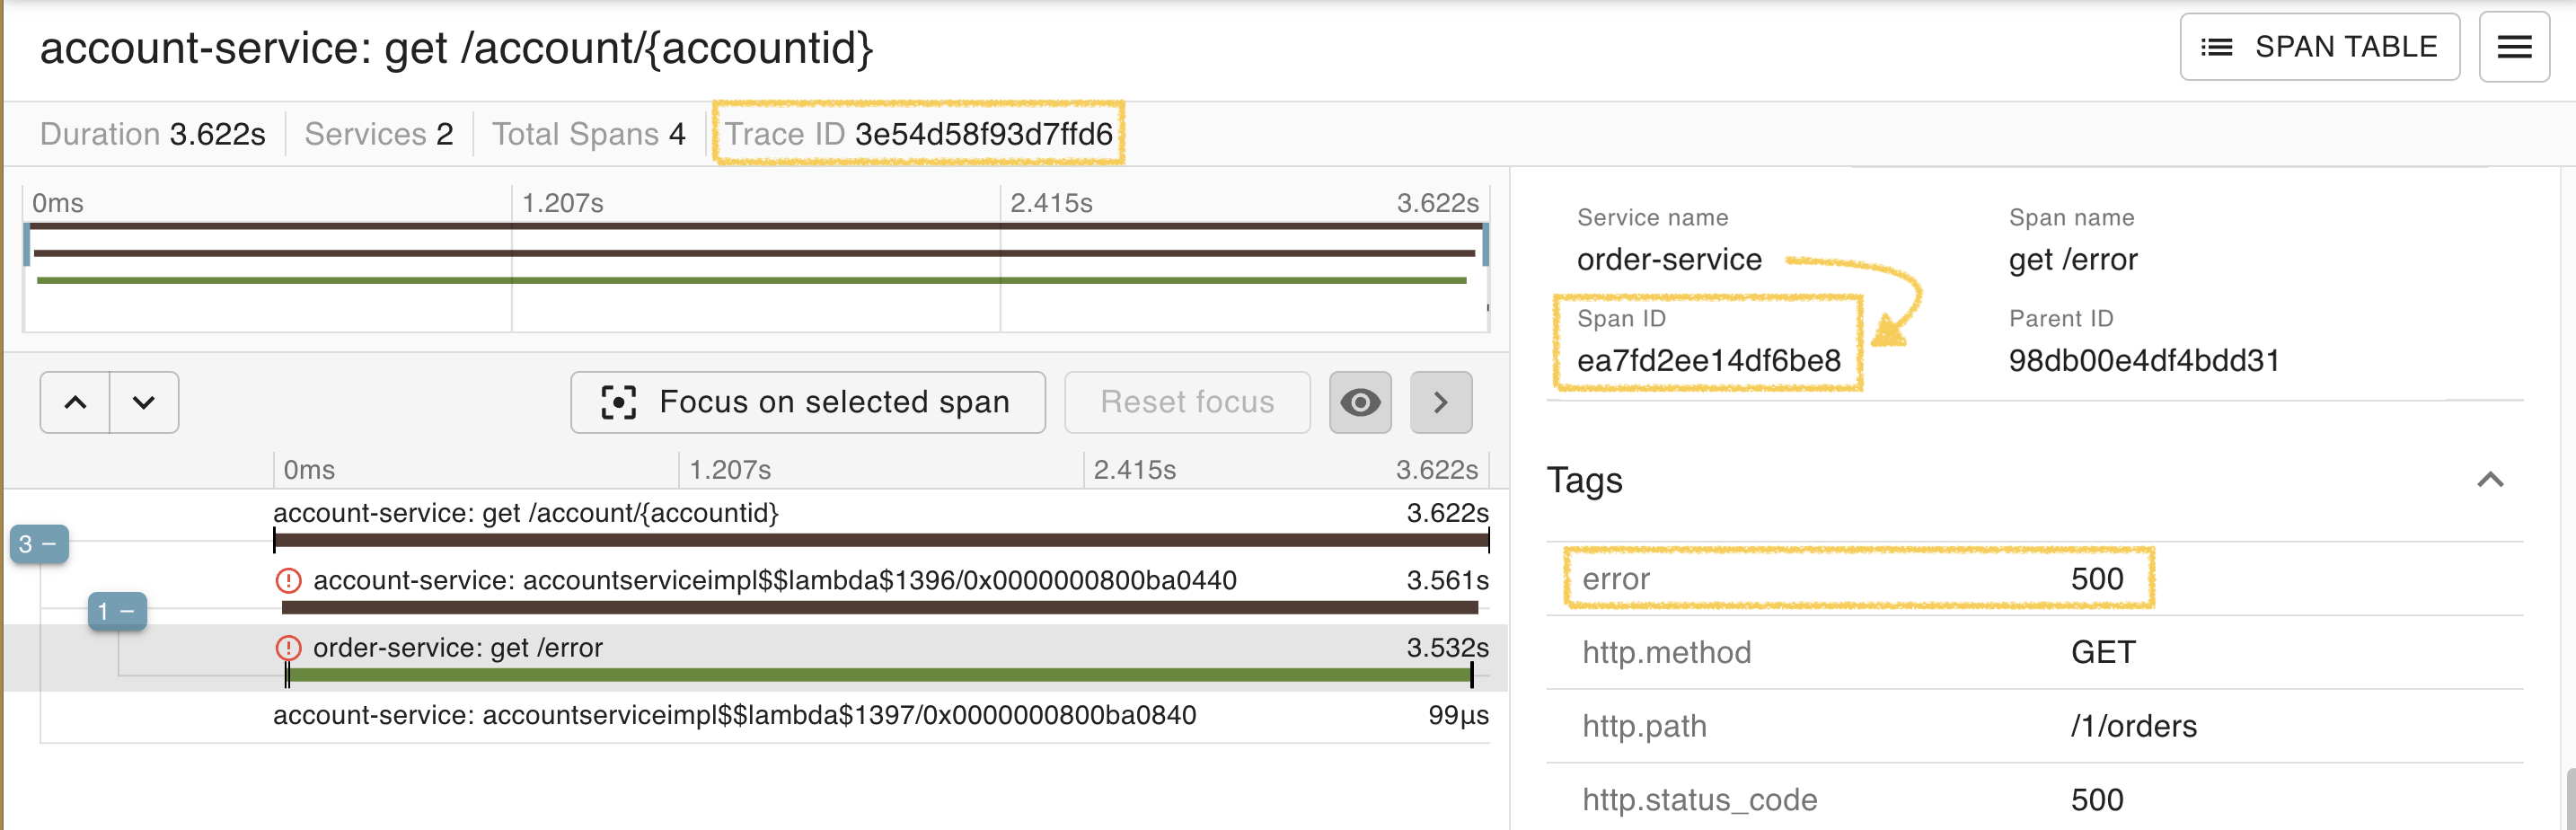 account-service: get /account/{accountid}
SPAN TABLE
Duration 3.622s Services 2 Total Spans 4 Trace ID 3e54d58f93d7ffd6
0ms 1.207s 2.415s 3.622s
Focus on selected span Reset focus
0ms 1.207s 2.415s 3.622s
account-service: get /account/{accountid} 3.622s
3 −
account-service: accountserviceimpl$$lambda$1396/0x0000000800ba0440 3.561s
1 −
order-service: get /error 3.532s
account-service: accountserviceimpl$$lambda$1397/0x0000000800ba0840 99μs
Service name Span name
order-service get /error
Span ID Parent ID
ea7fd2ee14df6be8 98db00e4df4bdd31
Tags
error 500
http.method GET
http.path /1/orders
http.status_code 500